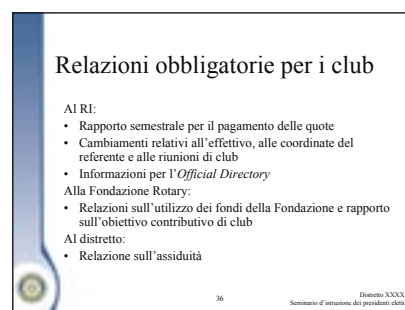 Relazioni obbligatorie per i club
Al RI:
• Rapporto semestrale per il pagamento delle quote
• Cambiamenti relativi all'effettivo, alle coordinate del
referente e alle riunioni di club
• Informazioni per l'Official Directory
Alla Fondazione Rotary:
• Relazioni sull'utilizzo dei fondi della Fondazione e rapporto
sull'obiettivo contributivo di club
Al distretto:
• Relazione sull'assiduità
36
Distretto XXXX
Seminario d'istruzione dei presidenti eletti